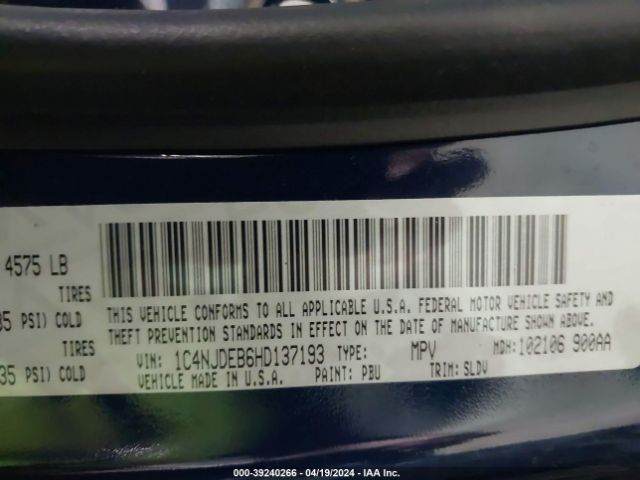 4575 LB
TIRES
35 PSI) COLD
TIRES
35 PSI) COLD
THIS VEHICLE CONFORMS TO ALL APPLICABLE U.S.A. FEDERAL MOTOR VEHICLE SAFETY AND
THEFT PREVENTION STANDARDS IN EFFECT ON THE DATE OF MANUFACTURE SHOWN ABOVE.
VIN: 1C4NJDEB6HD137193 TYPE: MPV MDH: 102106 900AA
VEHICLE MADE IN U.S.A. PAINT: PBU TRIM: SLDV
000-39240266 - 04/19/2024 - IAA Inc.